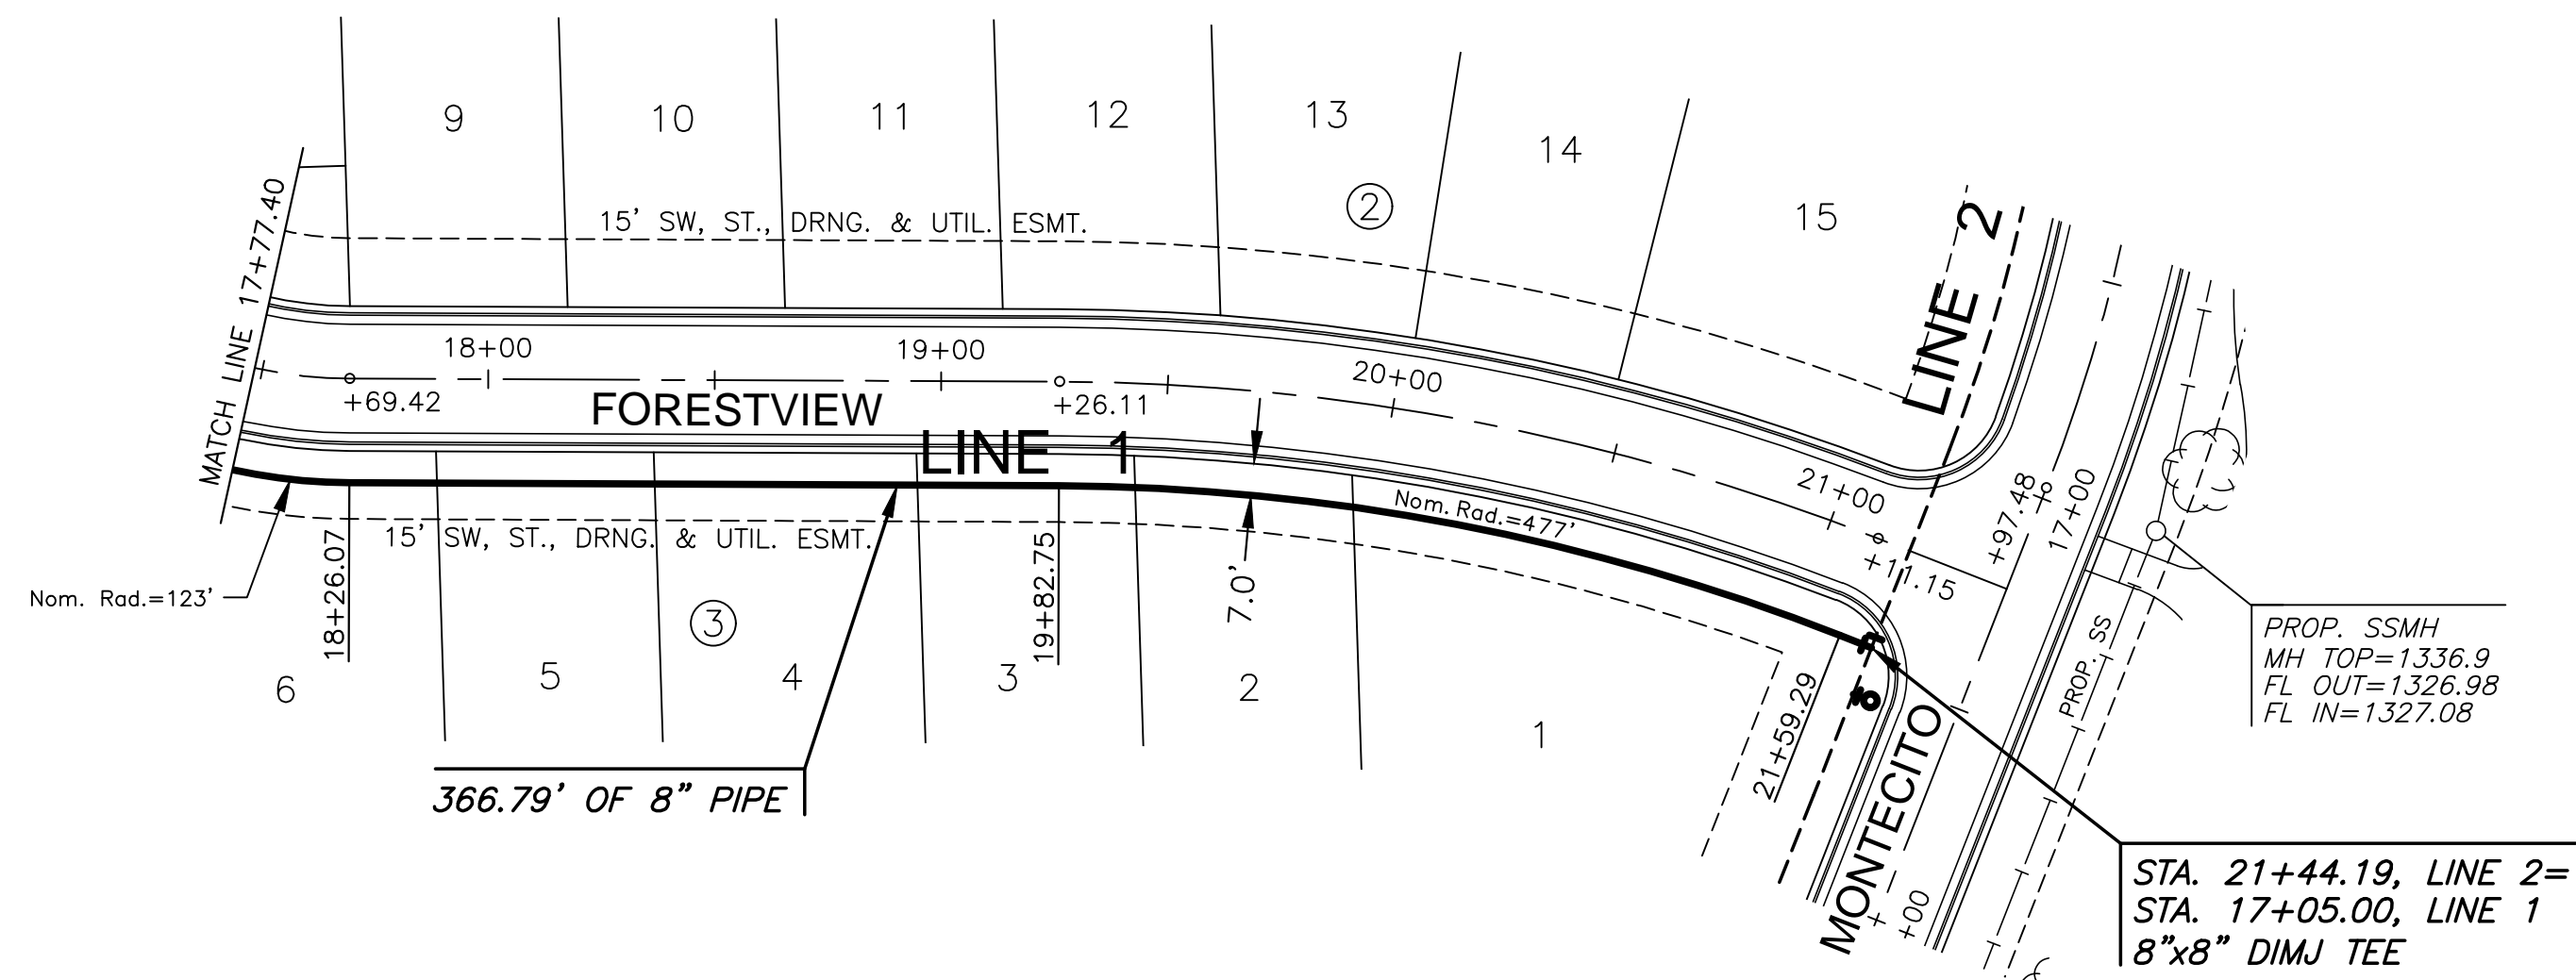 9
10
11
12
13
14
15
2
15' SW, ST., DRNG. & UTIL. ESMT.
MATCH LINE 17+77.40
LINE 2
18+00
19+00
20+00
21+00
+69.42
+26.11
+11.15
+97.48
17+00
FORESTVIEW
LINE 1
Nom. Rad.=477'
15' SW, ST., DRNG. & UTIL. ESMT.
Nom. Rad.=123'
18+26.07
19+82.75
7.0'
21+59.29
6
5
3
4
3
2
1
366.79' OF 8" PIPE
MONTECITO
+00
PROP. SS
PROP. SSMH
MH TOP=1336.9
FL OUT=1326.98
FL IN=1327.08
STA. 21+44.19, LINE 2=
STA. 17+05.00, LINE 1
8"x8" DIMJ TEE